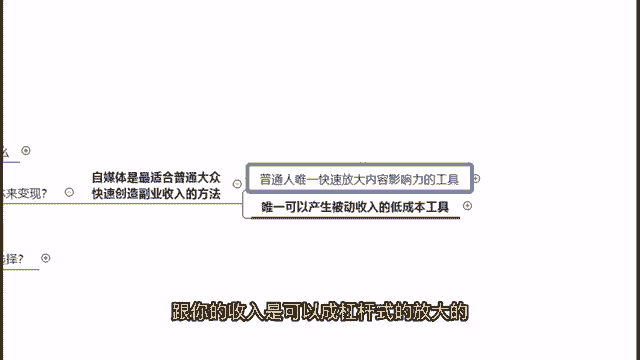 自媒体是最适合普通大众
快速创造副业收入的方法
普通人唯一快速放大内容影响力的工具
唯一可以产生被动收入的低成本工具
来变现?
择?
跟你的收入是可以成杠杆式的放大的